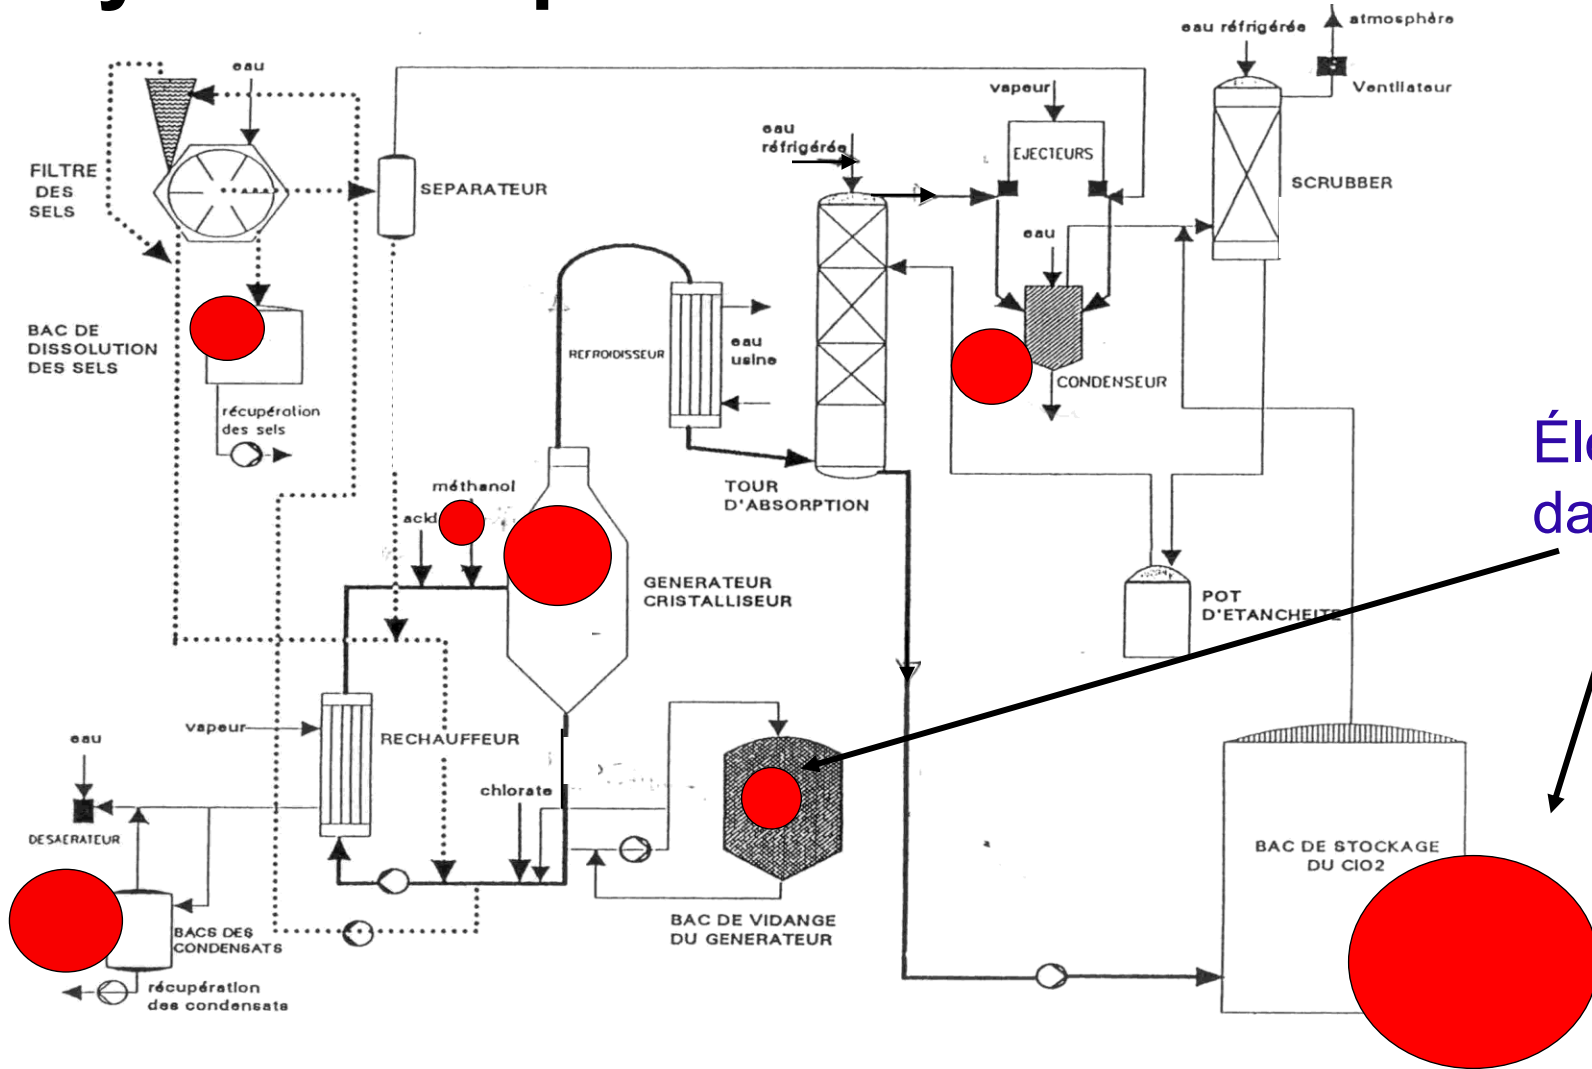 eau réfrigérée
atmosphère
Ventilateur
eau
vapeur
eau
réfrigérée
EJECTEURS
FILTRE
DES
SELS
SEPARATEUR
SCRUBBER
eau
BAC DE
DISSOLUTION
DES SELS
REFROIDISSEUR
eau
usine
CONDENSEUR
récupération
des sels
méthanol
TOUR
D'ABSORPTION
acid
GENERATEUR
CRISTALLISEUR
POT
D'ETANCHEITE
vapeur
RECHAUFFEUR
eau
chlorate
DESAERATEUR
BAC DE STOCKAGE
DU ClO2
BAC DE VIDANGE
DU GENERATEUR
BACS DES
CONDENSATS
récupération
des condensats